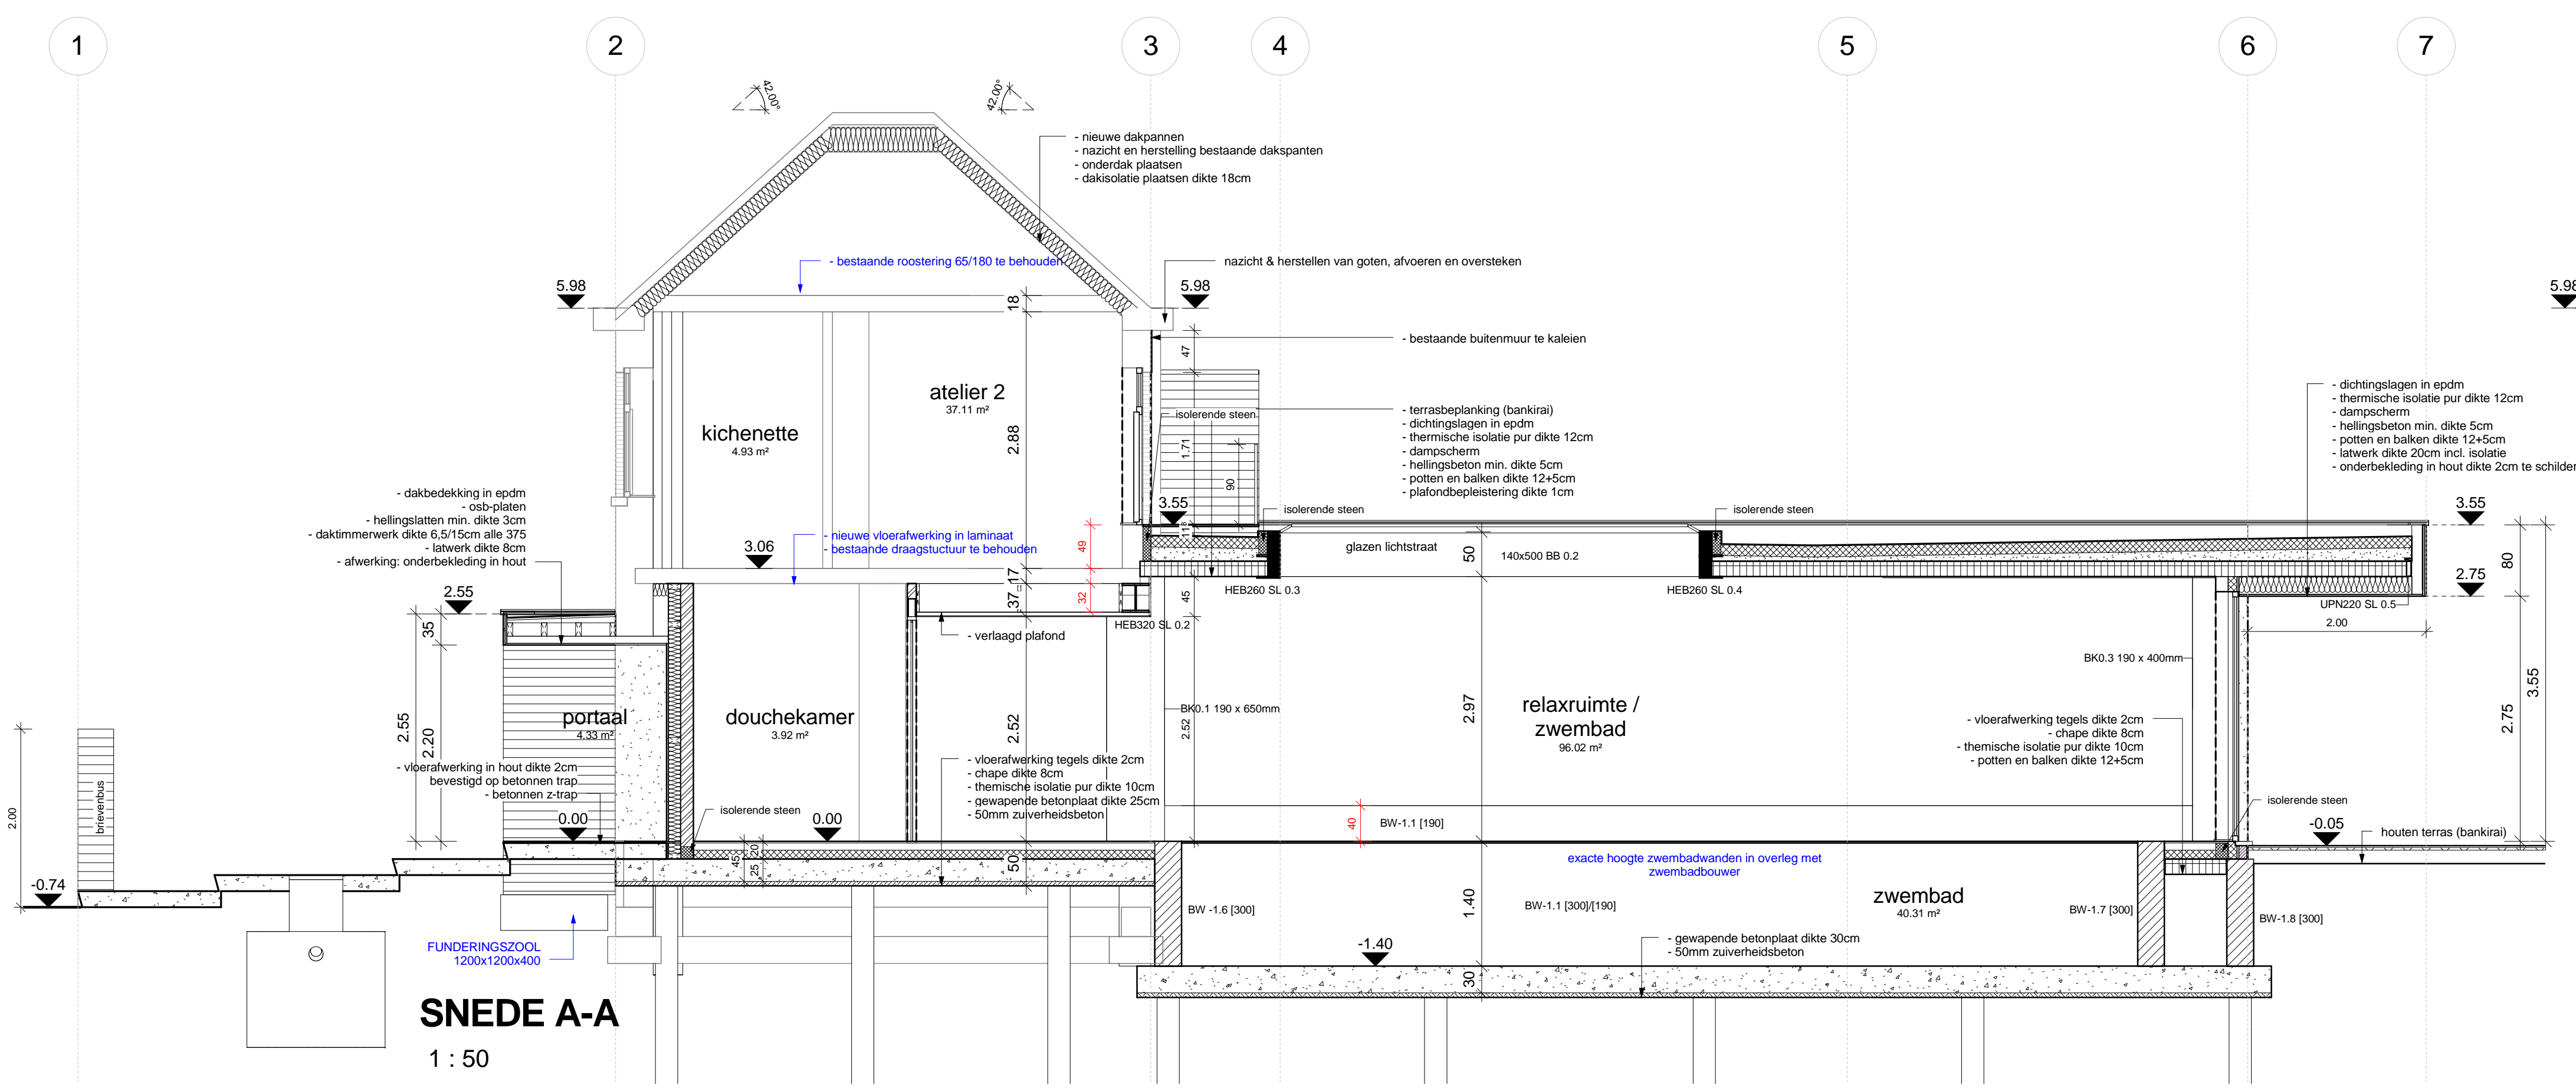 1
2
3
4
5
6
7
42.00°
42.00°
- nieuwe dakpannen
- nazicht en herstelling bestaande dakspanten
- onderdak plaatsen
- dakisolatie plaatsen dikte 18cm
- bestaande roostering 65/180 te behouden
nazicht & herstellen van goten, afvoeren en oversteken
5.98
5.98
5.98
18
47
- bestaande buitenmuur te kaleien
atelier 2
37.11 m²
kichenette
4.93 m²
2.88
isolerende steen
1.71
90
- terrasbeplanking (bankirai)
- dichtingslagen in epdm
- thermische isolatie pur dikte 12cm
- dampscherm
- hellingsbeton min. dikte 5cm
- potten en balken dikte 12+5cm
- plafondbepleistering dikte 1cm
- dichtingslagen in epdm
- thermische isolatie pur dikte 12cm
- dampscherm
- hellingsbeton min. dikte 5cm
- potten en balken dikte 12+5cm
- latwerk dikte 20cm incl. isolatie
- onderbekleding in hout dikte 2cm te schilder
- dakbedekking in epdm
- osb-platen
- hellingslatten min. dikte 3cm
- daktimmerwerk dikte 6,5/15cm alle 375
- latwerk dikte 8cm
- afwerking: onderbekleding in hout
- nieuwe vloerafwerking in laminaat
- bestaande draagstuctuur te behouden
3.06
3.55
isolerende steen
isolerende steen
3.55
49
17
37
32
45
glazen lichtstraat
50
140x500 BB 0.2
HEB260 SL 0.3
HEB260 SL 0.4
80
2.75
UPN220 SL 0.5
2.00
2.55
35
HEB320 SL 0.2
- verlaagd plafond
BK0.3 190 x 400mm
3.55
2.55
2.20
portaal
4.33 m²
douchekamer
3.92 m²
2.52
BK0.1 190 x 650mm
2.52
2.97
relaxruimte /
zwembad
96.02 m²
- vloerafwerking tegels dikte 2cm
- chape dikte 8cm
- themische isolatie pur dikte 10cm
- potten en balken dikte 12+5cm
2.75
2.00
brievenbus
- vloerafwerking in hout dikte 2cm
bevestigd op betonnen trap
- betonnen z-trap
- vloerafwerking tegels dikte 2cm
- chape dikte 8cm
- themische isolatie pur dikte 10cm
- gewapende betonplaat dikte 25cm
- 50mm zuiverheidsbeton
isolerende steen
isolerende steen
0.00
0.00
40
BW-1.1 [190]
-0.05
houten terras (bankirai)
45
20
25
50
exacte hoogte zwembadwanden in overleg met
zwembadbouwer
-0.74
zwembad
40.31 m²
1.40
BW -1.6 [300]
BW-1.1 [300]/[190]
BW-1.7 [300]
BW-1.8 [300]
FUNDERINGSZOOL
1200x1200x400
-1.40
- gewapende betonplaat dikte 30cm
- 50mm zuiverheidsbeton
30
SNEDE A-A
1 : 50